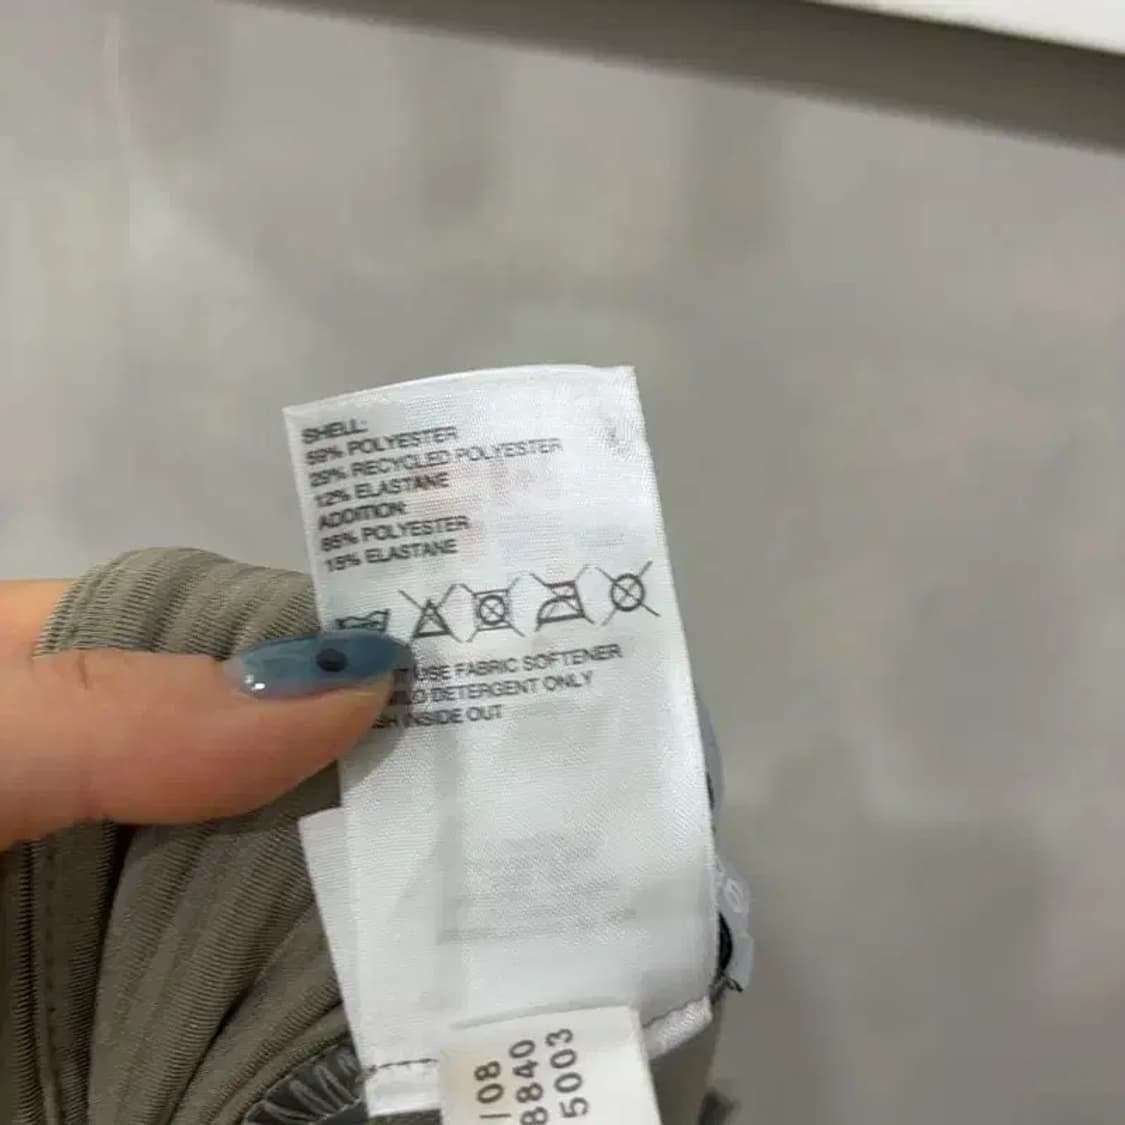 SHELL:
59% POLYESTER
29% RECYCLED POLYESTER
12% ELASTANE
ADDITION:
85% POLYESTER
15% ELASTANE
USE FABRIC SOFTENER
DETERGENT ONLY
INSIDE OUT
/08
8840
5003